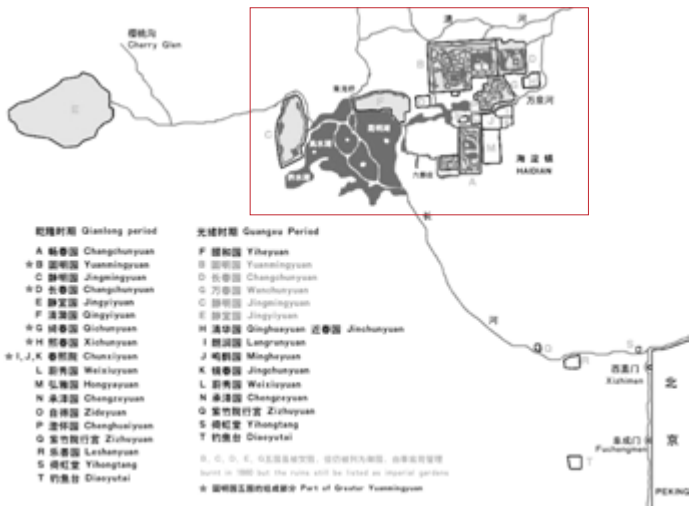 樱桃沟
Cherry Glen
清
河
B
D
E
F
C
万泉河
昆明湖
海淀镇
HAIDIAN
M
A
长
河
乾隆时期 Qianlong period
A 畅春园 Changchunyuan
☆B 圆明园 Yuanmingyuan
C 静明园 Jingmingyuan
☆D 长春园 Changchunyuan
E 静宜园 Jingyiyuan
F 清漪园 Qingyiyuan
☆G 绮春园 Qichunyuan
☆H 熙春园 Xichunyuan
☆I,J,K 春熙院 Chunxiyuan
L 蔚秀园 Weixiuyuan
M 弘雅园 Hongyayuan
N 承泽园 Chengzeyuan
O 自得园 Zideyuan
P 澄怀园 Chenghuaiyuan
Q 紫竹院行宫 Zizhuyuan
R 乐善园 Leshanyuan
S 倚虹堂 Yihongtang
T 钓鱼台 Diaoyutai
光绪时期 Guangxu Period
F 颐和园 Yiheyuan
B 圆明园 Yuanmingyuan
D 长春园 Changchunyuan
G 万春园 Wanchunyuan
C 静明园 Jingmingyuan
E 静宜园 Jingyiyuan
H 清华园 Qinghuayuan 近春园 Jinchunyuan
I 朗润园 Langrunyuan
J 鸣鹤园 Mingheyuan
K 镜春园 Jingchunyuan
L 蔚秀园 Weixiuyuan
N 承泽园 Chengzeyuan
Q 紫竹院行宫 Zizhuyuan
S 倚虹堂 Yihongtang
T 钓鱼台 Diaoyutai
burnt in 1860 but the ruins still be listed as imperial gardens
☆ 圆明园五园的组成部分 Part of Greater Yuanmingyuan
Q
S
R
西直门
Xizhimen
北
阜成门
Fuchengmen
京
T
PEKING